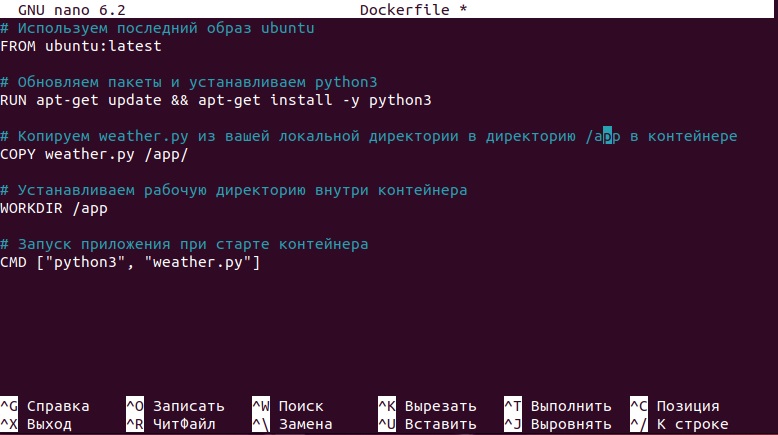 GNU nano 6.2 Dockerfile *
# Используем последний образ ubuntu
FROM ubuntu:latest
# Обновляем пакеты и устанавливаем python3
RUN apt-get update && apt-get install -y python3
# Копируем weather.py из вашей локальной директории в директорию /app в контейнере
COPY weather.py /app/
# Устанавливаем рабочую директорию внутри контейнера
WORKDIR /app
# Запуск приложения при старте контейнера
CMD ["python3", "weather.py"]
^G Справка ^O Записать ^W Поиск ^K Вырезать ^T Выполнить ^C Позиция
^X Выход ^R ЧитФайл ^\ Замена ^U Вставить ^J Выровнять ^/ К строке